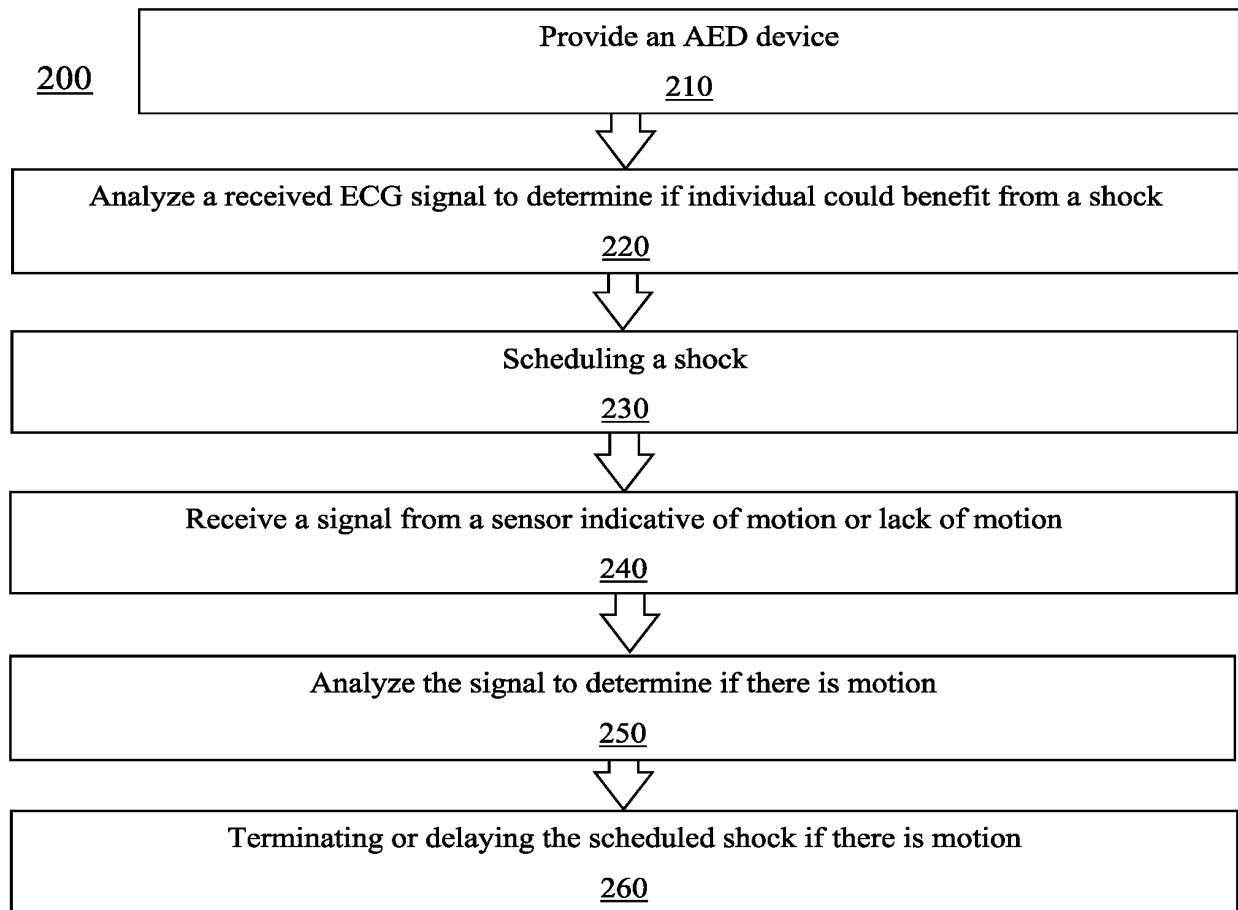 Provide an AED device
200
210
Analyze a received ECG signal to determine if individual could benefit from a shock
220
Scheduling a shock
230
Receive a signal from a sensor indicative of motion or lack of motion
240
Analyze the signal to determine if there is motion
250
Terminating or delaying the scheduled shock if there is motion
260